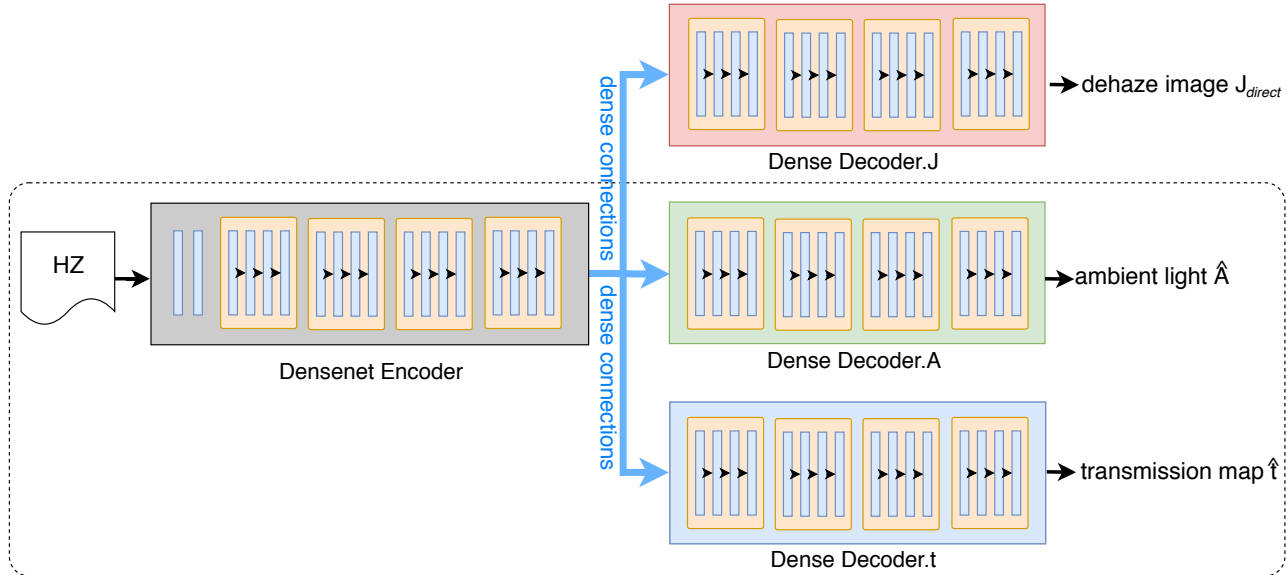 dense connections
dehaze image J_direct
Dense Decoder.J
HZ
ambient light Â
Densenet Encoder
Dense Decoder.A
dense connections
transmission map t̂
Dense Decoder.t